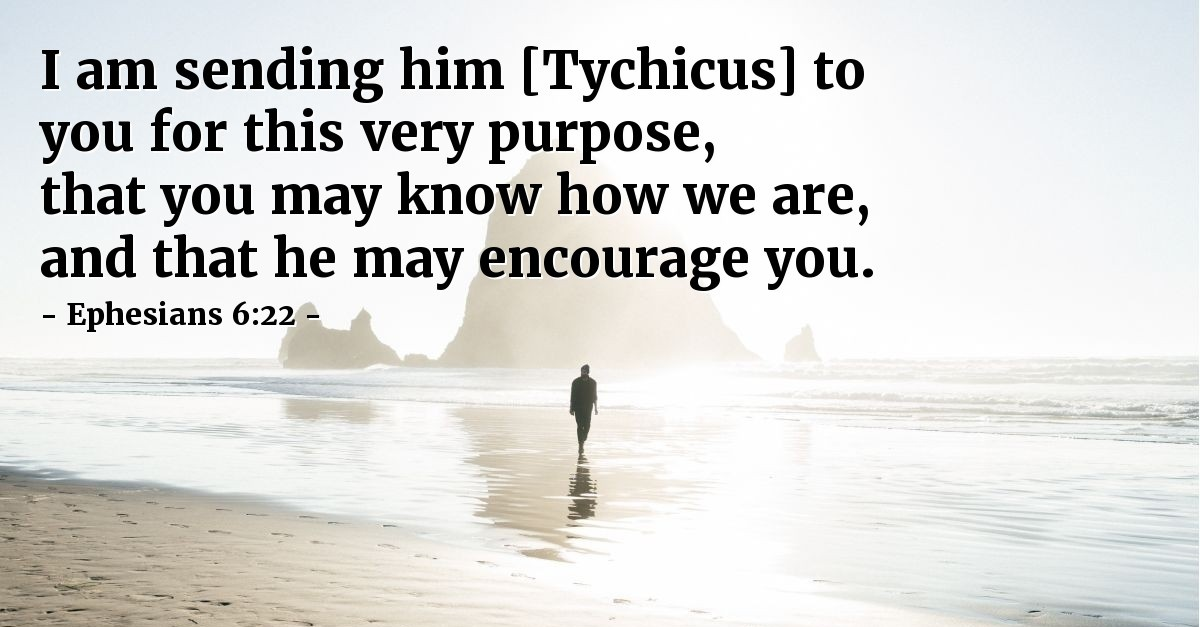 I am sending him [Tychicus] to
you for this very purpose,
that you may know how we are,
and that he may encourage you.
- Ephesians 6:22 -